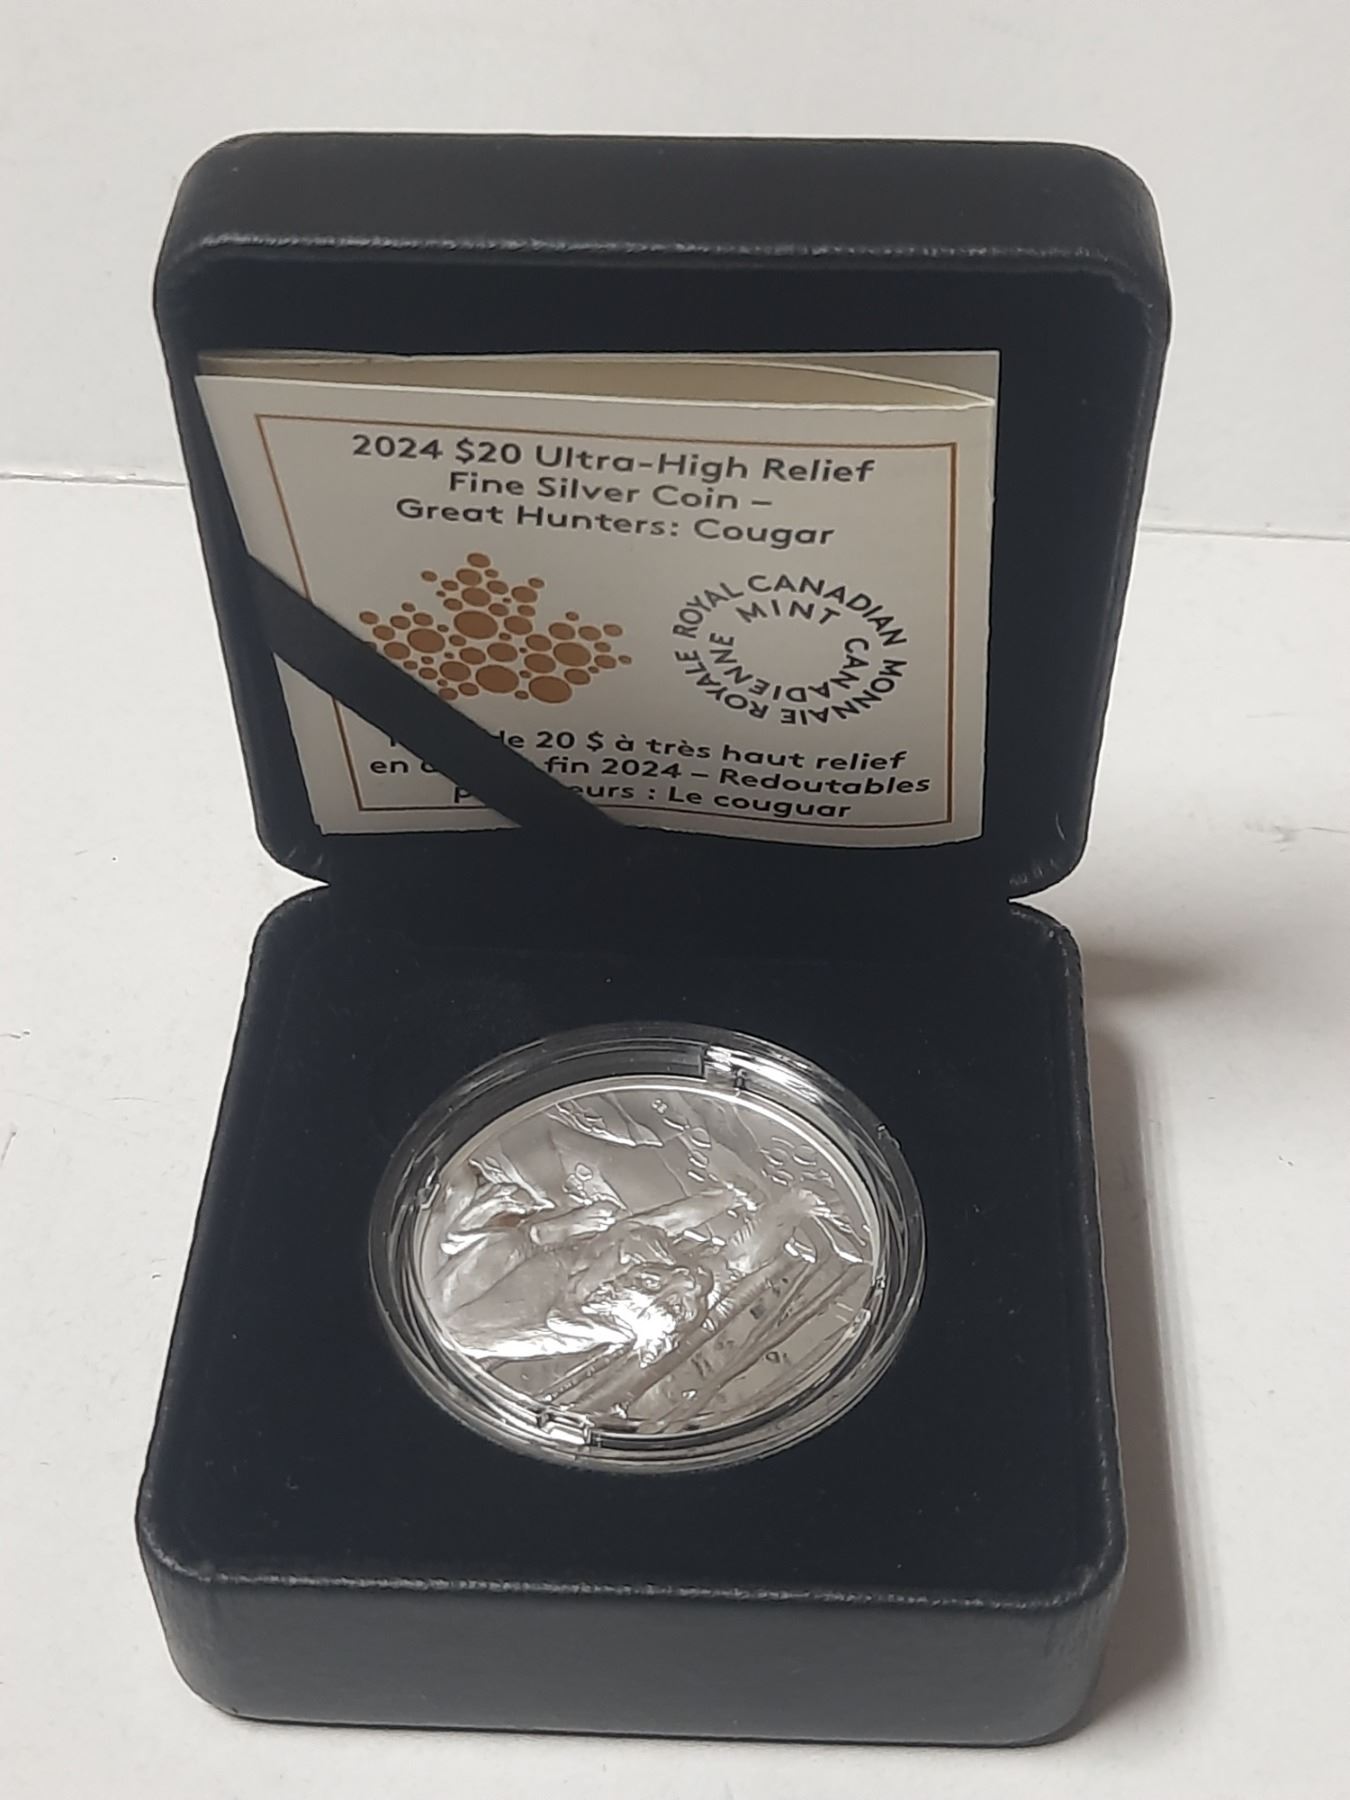 2024 $20 Ultra-High Relief
Fine Silver Coin –
Great Hunters: Cougar
ROYAL CANADIAN MINT
MONNAIE ROYALE CANADIENNE
de 20 $ à très haut relief
en fin 2024 – Redoutables
: Le couguar